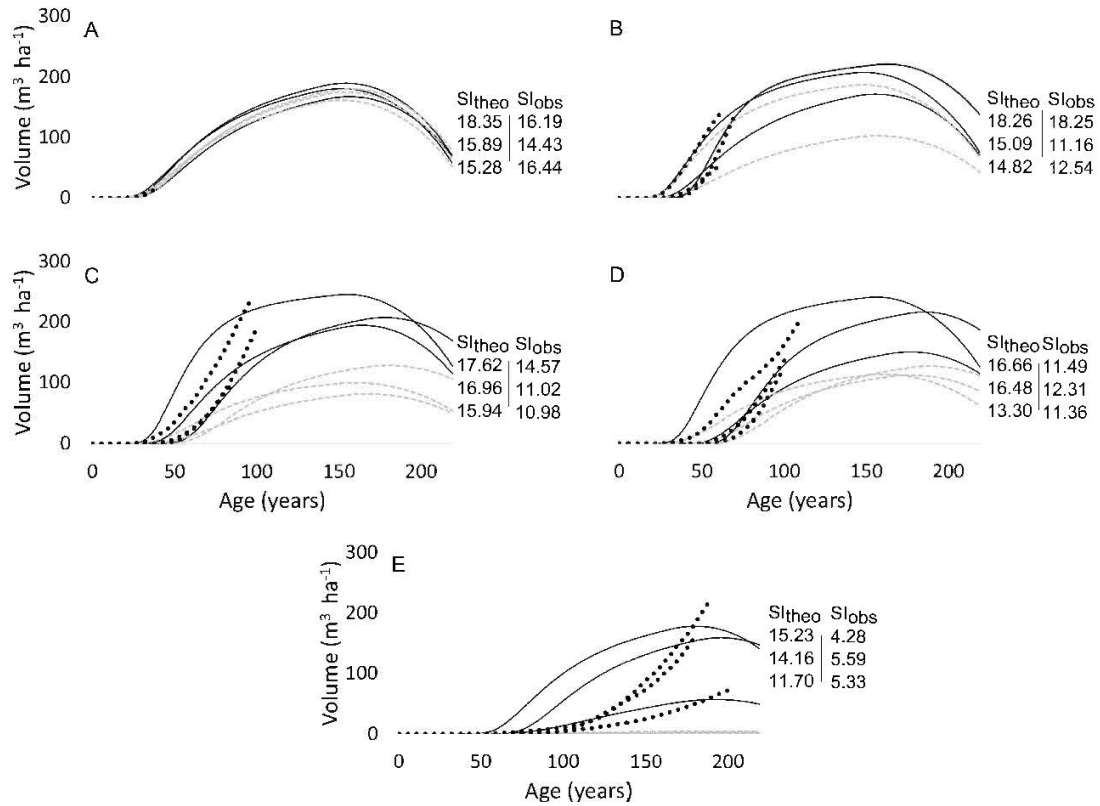 A
Volume (m³ ha⁻¹)
300
200
100
0
SItheo SIobs
18.35 16.19
15.89 14.43
15.28 16.44
B
SItheo SIobs
18.26 18.25
15.09 11.16
14.82 12.54
C
Volume (m³ ha⁻¹)
300
200
100
0
SItheo SIobs
17.62 14.57
16.96 11.02
15.94 10.98
0 50 100 150 200
Age (years)
D
SItheo SIobs
16.66 11.49
16.48 12.31
13.30 11.36
0 50 100 150 200
Age (years)
E
Volume (m³ ha⁻¹)
300
200
100
0
SItheo SIobs
15.23 4.28
14.16 5.59
11.70 5.33
0 50 100 150 200
Age (years)